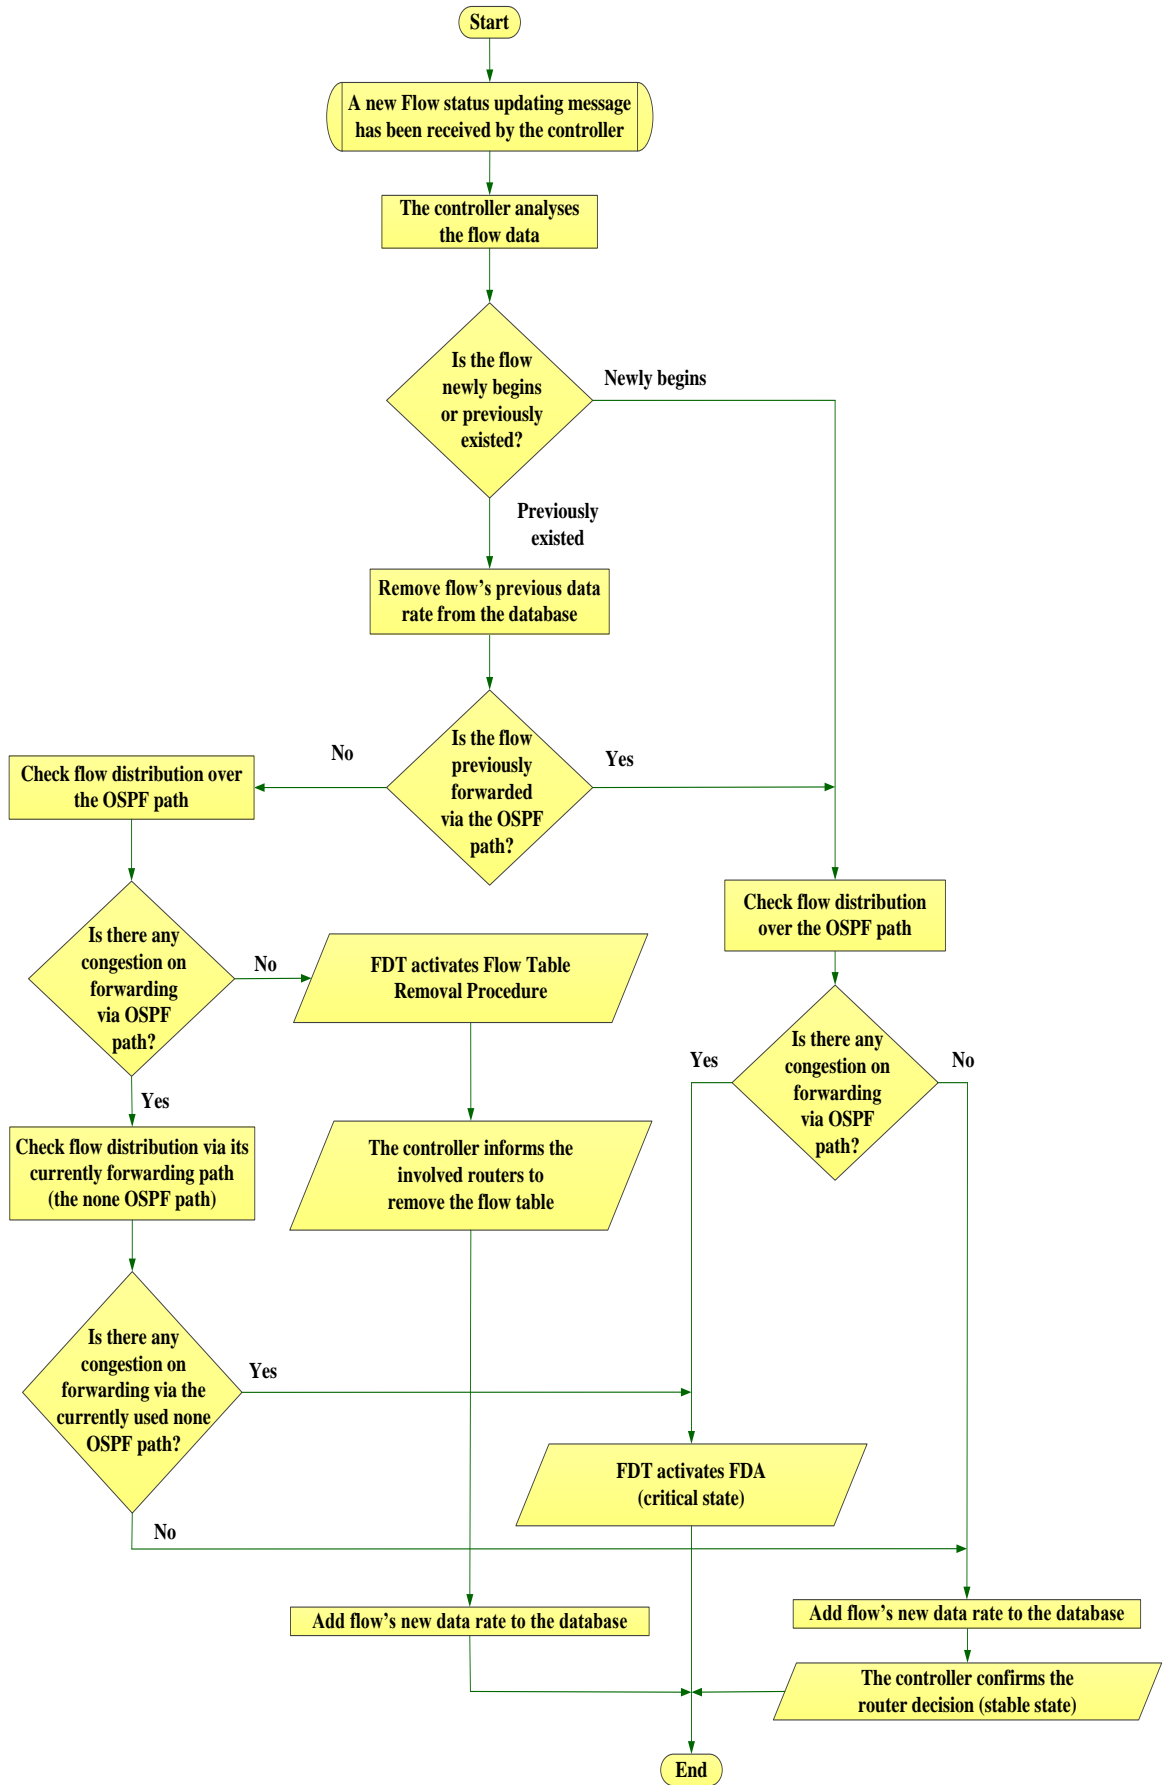 Start
A new Flow status updating message
has been received by the controller
The controller analyses
the flow data
Is the flow
newly begins
or previously
existed?
Newly begins
Previously
existed
Remove flow's previous data
rate from the database
Is the flow
previously
forwarded
via the OSPF
path?
No
Yes
Check flow distribution over
the OSPF path
Check flow distribution
over the OSPF path
Is there any
congestion on
forwarding
via OSPF
path?
No
Yes
FDT activates Flow Table
Removal Procedure
Is there any
congestion on
forwarding
via OSPF
path?
Yes
No
Check flow distribution via its
currently forwarding path
(the none OSPF path)
The controller informs the
involved routers to
remove the flow table
Is there any
congestion on
forwarding via the
currently used none
OSPF path?
Yes
No
FDT activates FDA
(critical state)
Add flow's new data rate to the database
Add flow's new data rate to the database
The controller confirms the
router decision (stable state)
End